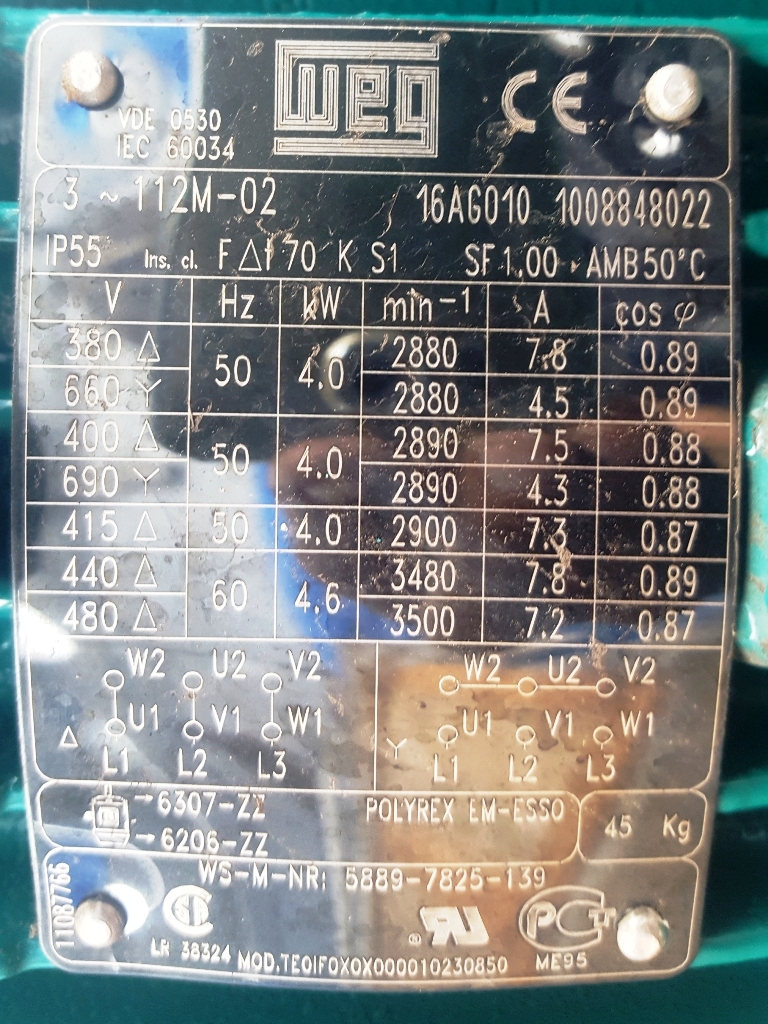 weg
CE
VDE 0530
IEC 60034
3 ~ 112M-02 16AG010 1008848022
IP55 Ins. cl. F Δt 70 K S1 SF 1.00 AMB 50°C
V Hz kW min-1 A cos φ
380 Δ 50 4.0 2880 7.8 0.89
660 Y 2880 4.5 0.89
400 Δ 50 4.0 2890 7.5 0.88
690 Y 2890 4.3 0.88
415 Δ 50 4.0 2900 7.3 0.87
440 Δ 60 4.6 3480 7.8 0.89
480 Δ 3500 7.2 0.87
W2 U2 V2 W2 U2 V2
Δ U1 V1 W1 Y U1 V1 W1
L1 L2 L3 L1 L2 L3
→6307-ZZ POLYREX EM-ESSO
→6206-ZZ
45 Kg
WS-M-NR: 5889-7825-139
11087766
LR 38324 MOD.TE01F0X0X0000010230850 ME95